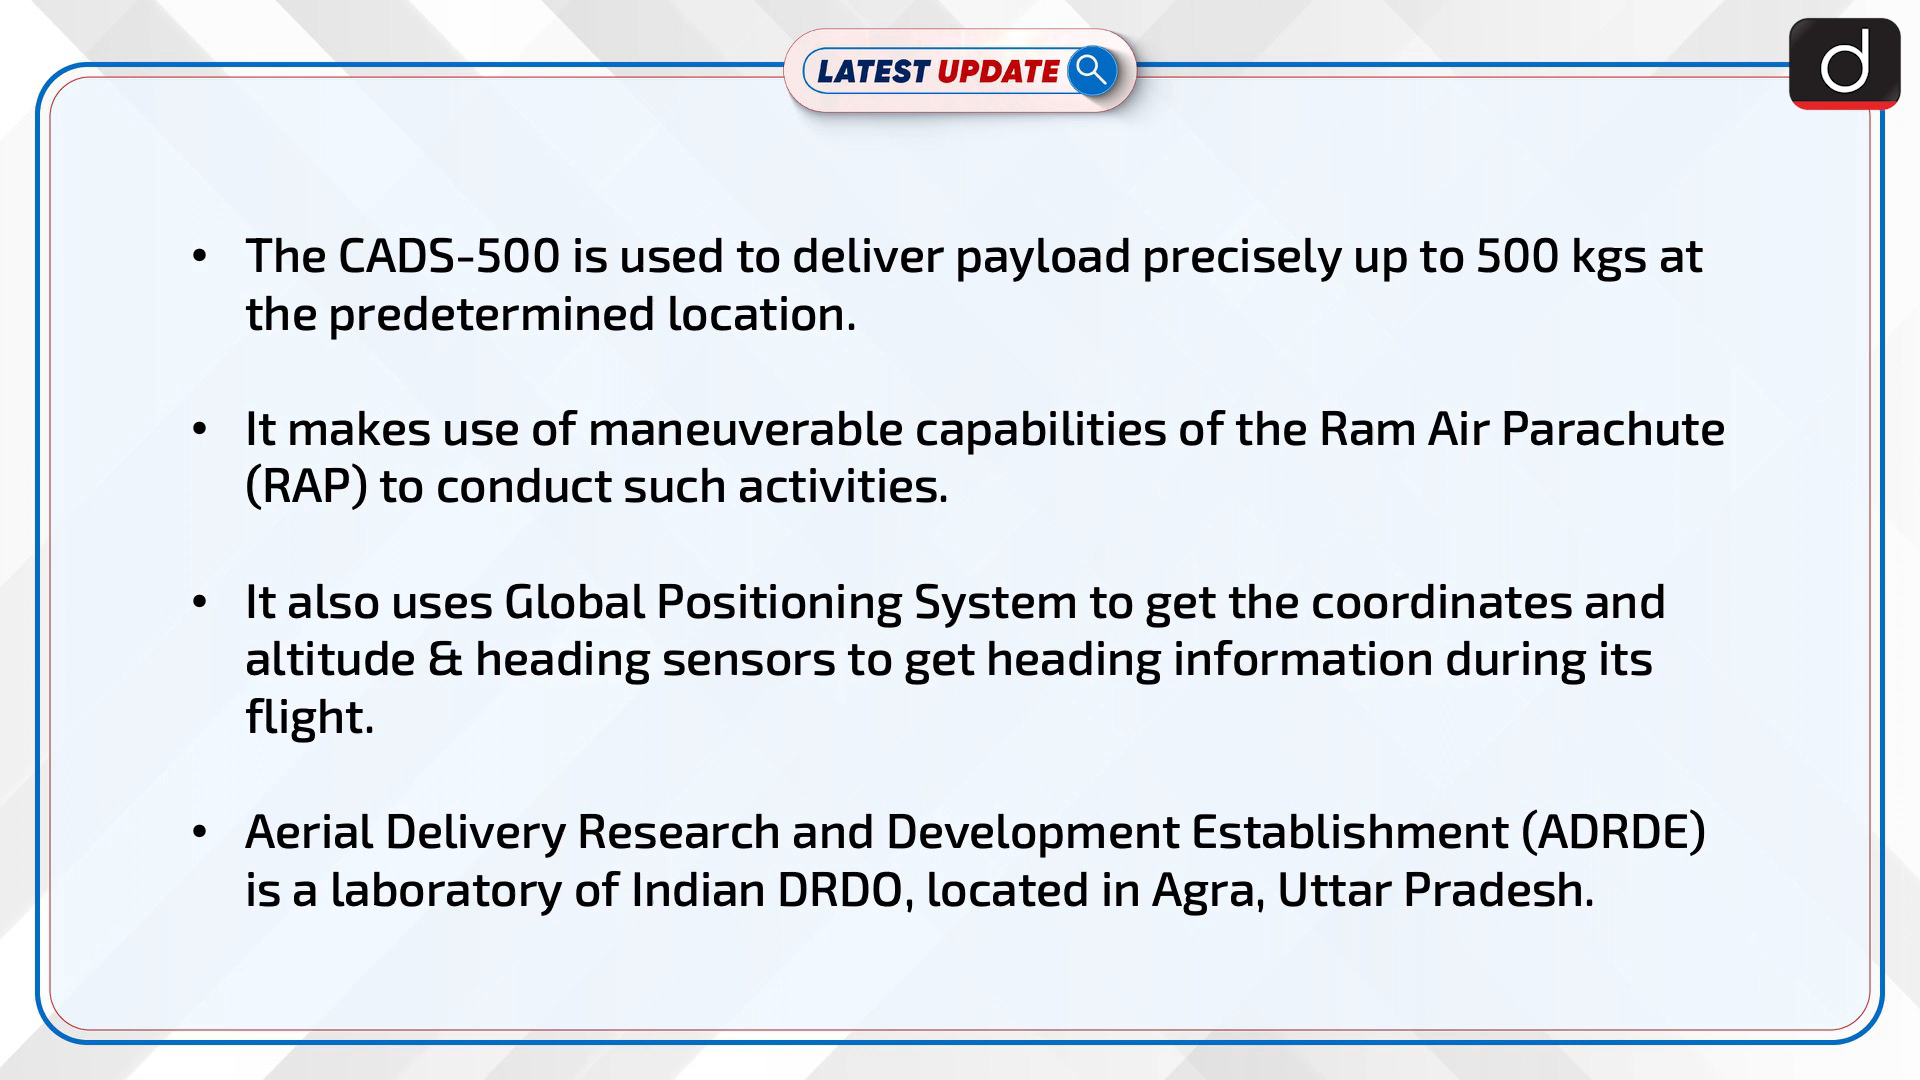 LATEST UPDATE
d
• The CADS-500 is used to deliver payload precisely up to 500 kgs at
the predetermined location.
• It makes use of maneuverable capabilities of the Ram Air Parachute
(RAP) to conduct such activities.
• It also uses Global Positioning System to get the coordinates and
altitude & heading sensors to get heading information during its
flight.
• Aerial Delivery Research and Development Establishment (ADRDE)
is a laboratory of Indian DRDO, located in Agra, Uttar Pradesh.